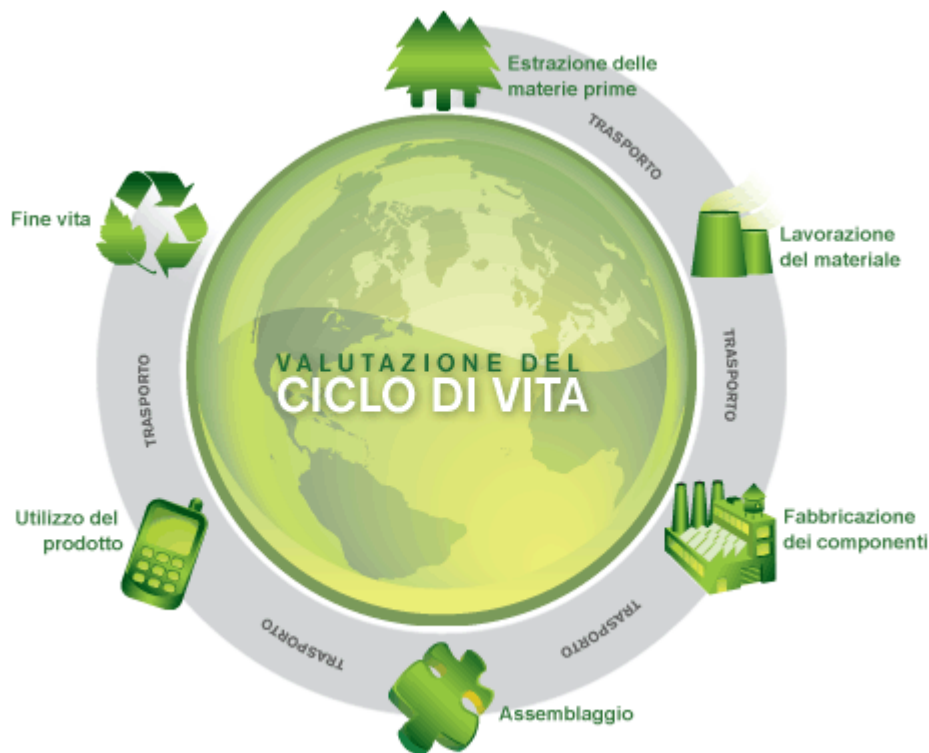 Estrazione delle
materie prime
TRASPORTO
Lavorazione
del materiale
TRASPORTO
Fabbricazione
dei componenti
TRASPORTO
Assemblaggio
TRASPORTO
Utilizzo del
prodotto
TRASPORTO
Fine vita
VALUTAZIONE DEL
CICLO DI VITA